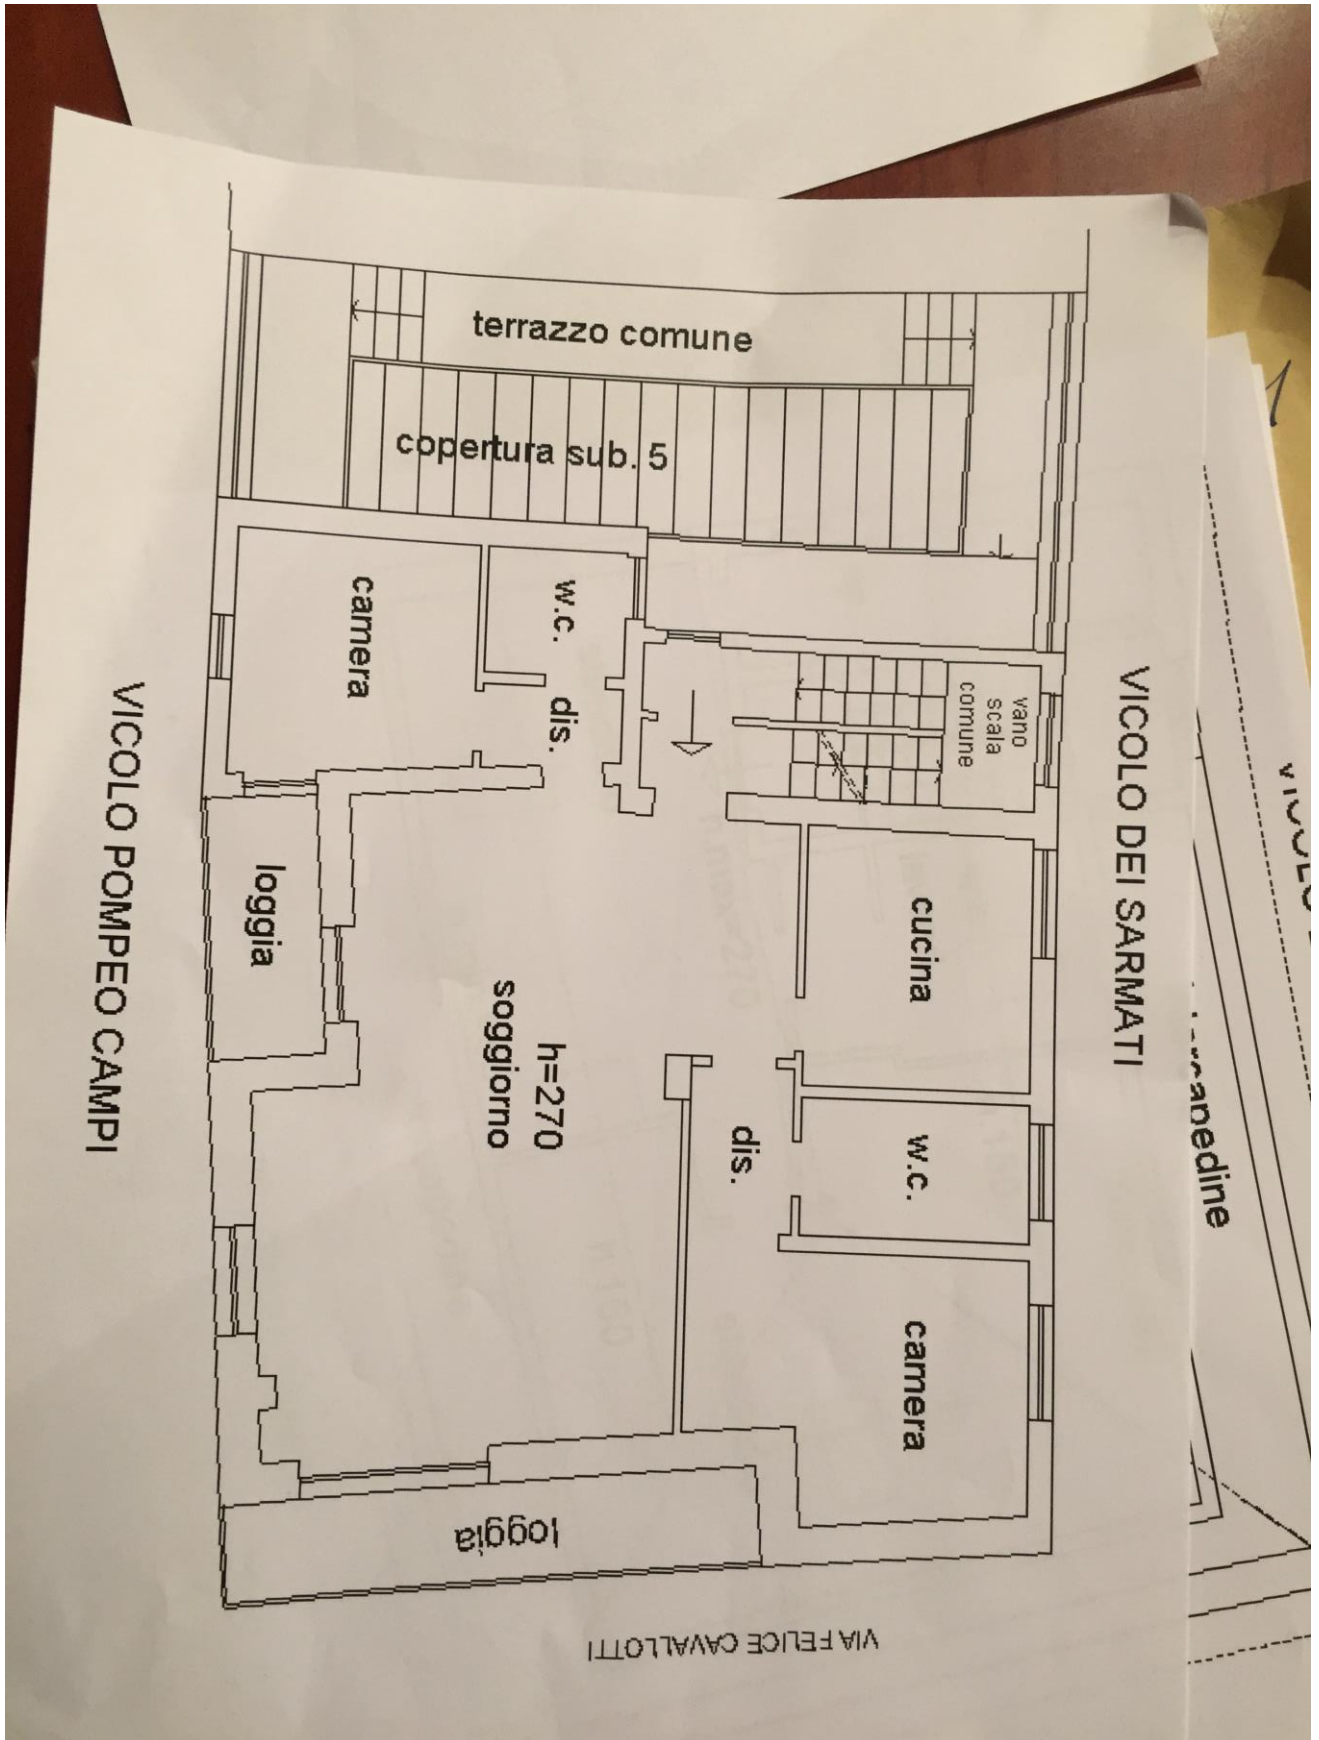 terrazzo comune
copertura sub. 5
camera
w.c.
dis.
vano
scala
comune
VICOLO DEI SARMATI
VICOLO POMPEO CAMPI
loggia
cucina
h=270
soggiorno
dis.
w.c.
camera
loggia
VIA FELICE CAVALLOTTI